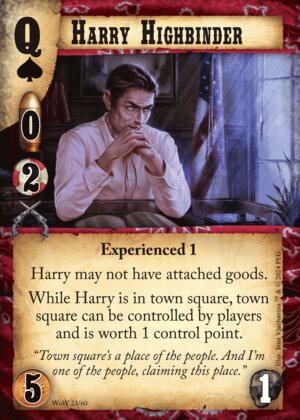 Q
HARRY HIGHBINDER
0
2
Experienced 1
Harry may not have attached goods.
While Harry is in town square, town
square can be controlled by players
and is worth 1 control point.
“Town square’s a place of the people. And I’m
one of the people, claiming this place.”
5
WoW 23/60
1